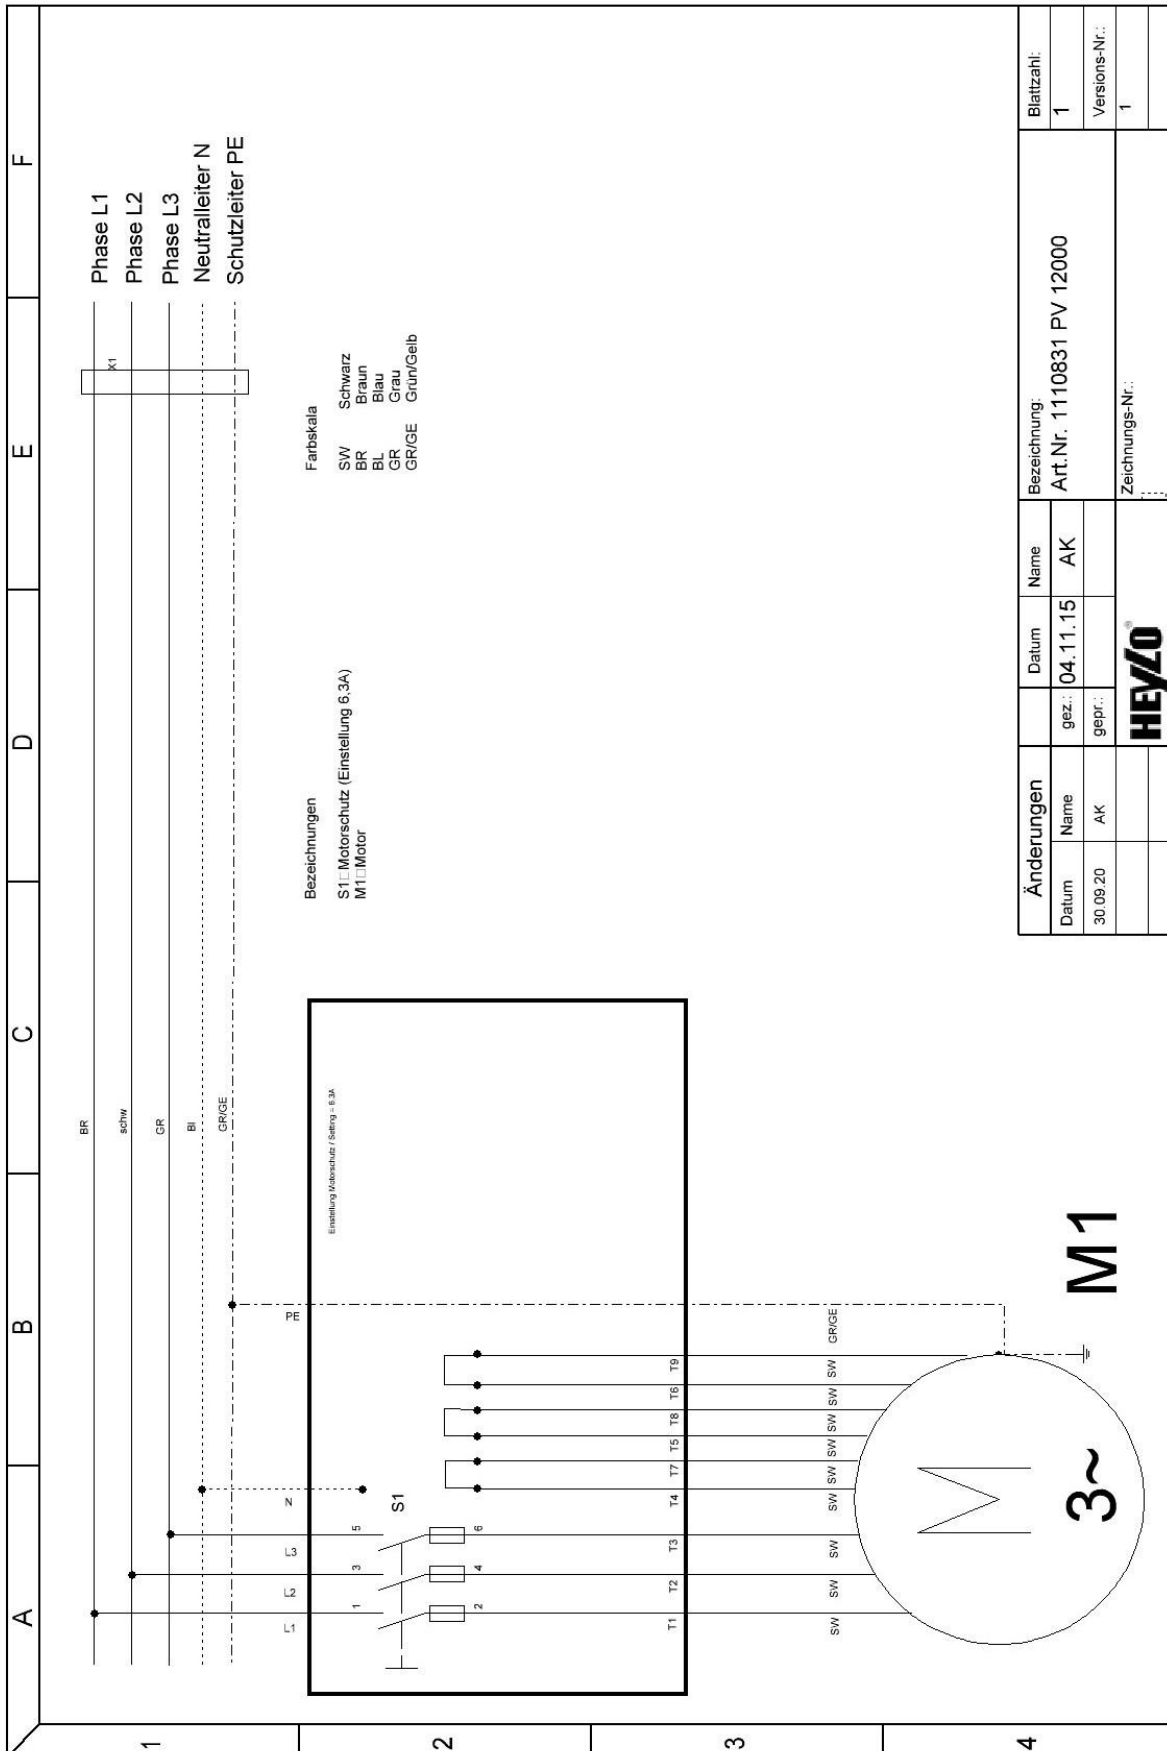 A B C D E F
1
2
3
4
Phase L1
Phase L2
Phase L3
Neutralleiter N
Schutzleiter PE
X1
BR
schw
GR
Bl
GR/GE
Bezeichnungen
S1 Motorschutz (Einstellung 6,3A)
M1 Motor
Farbskala
SW Schwarz
BR Braun
BL Blau
GR Grau
GR/GE Grün/Gelb
Einstellung Motorschutz / Setting = 6.3A
L1 L2 L3 N PE
1 3 5
S1
2 4 6
T1 T2 T3 T4 T7 T5 T8 T6 T9
SW SW SW SW SW SW SW SW SW GR/GE
M
3~
M1
Änderungen
Datum Name
30.09.20 AK
Datum Name
gez.: 04.11.15 AK
gepr.:
HEYLO®
Bezeichnung:
Art.Nr. 1110831 PV 12000
Zeichnungs-Nr.:
Blattzahl:
1
Versions-Nr.:
1